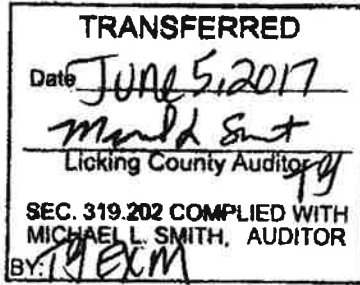 TRANSFERRED
Date June 5, 2017
Licking County Auditor
SEC. 319.202 COMPLIED WITH
MICHAEL L. SMITH, AUDITOR
BY: